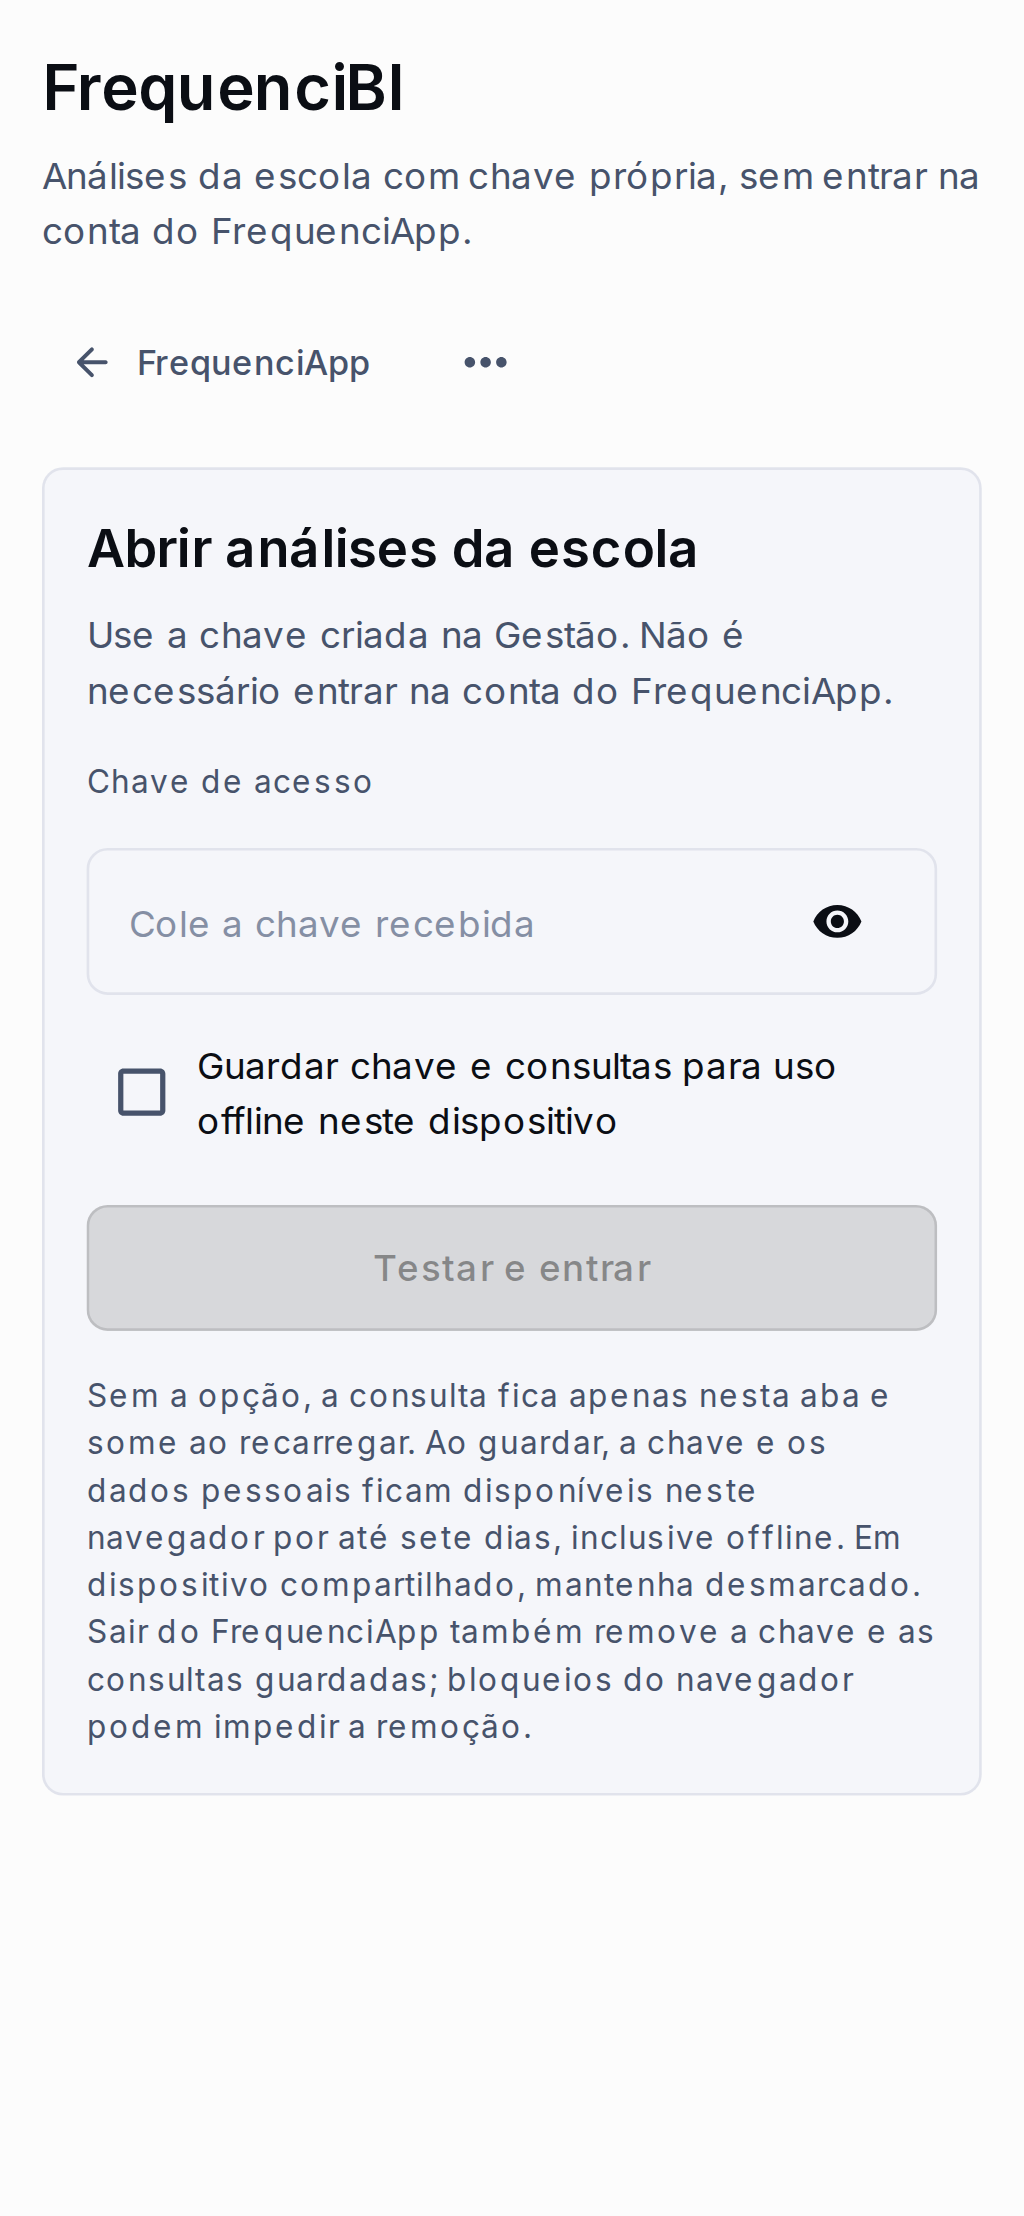 FrequenciBI
Análises da escola com chave própria, sem entrar na
conta do FrequenciApp.
FrequenciApp
Abrir análises da escola
Use a chave criada na Gestão. Não é
necessário entrar na conta do FrequenciApp.
Chave de acesso
Cole a chave recebida
Guardar chave e consultas para uso
offline neste dispositivo
Testar e entrar
Sem a opção, a consulta fica apenas nesta aba e
some ao recarregar. Ao guardar, a chave e os
dados pessoais ficam disponíveis neste
navegador por até sete dias, inclusive offline. Em
dispositivo compartilhado, mantenha desmarcado.
Sair do FrequenciApp também remove a chave e as
consultas guardadas; bloqueios do navegador
podem impedir a remoção.